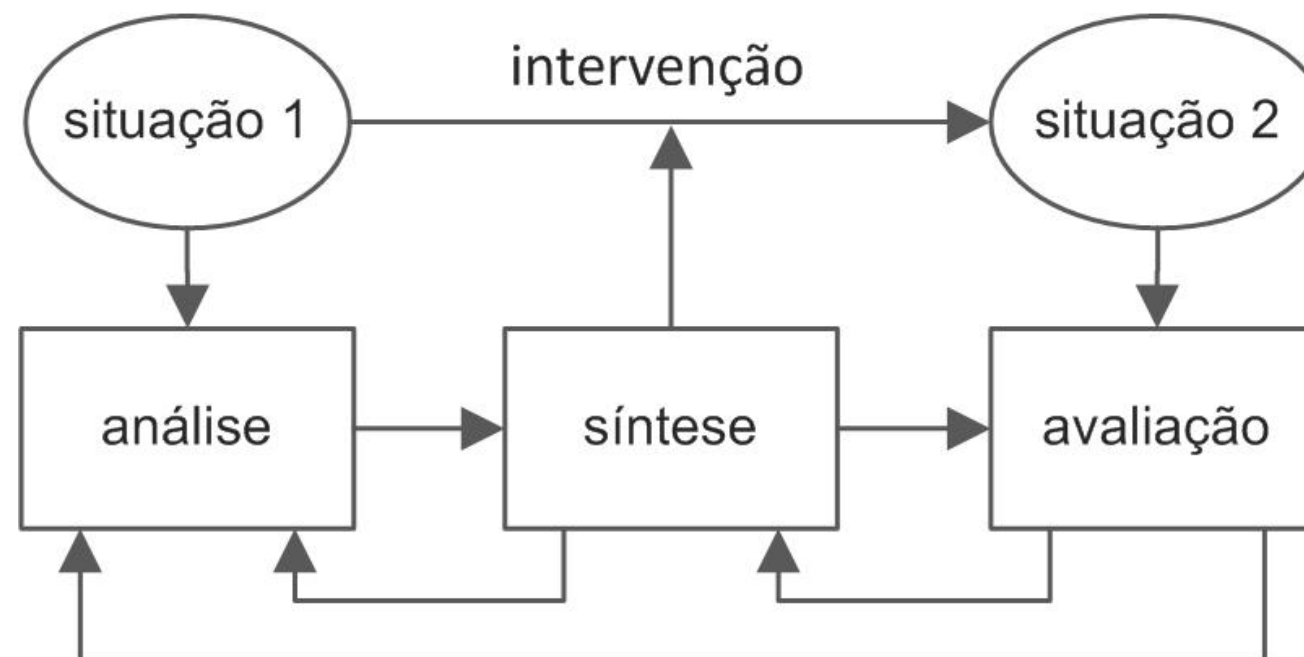 intervenção
situação 1
situação 2
análise
síntese
avaliação